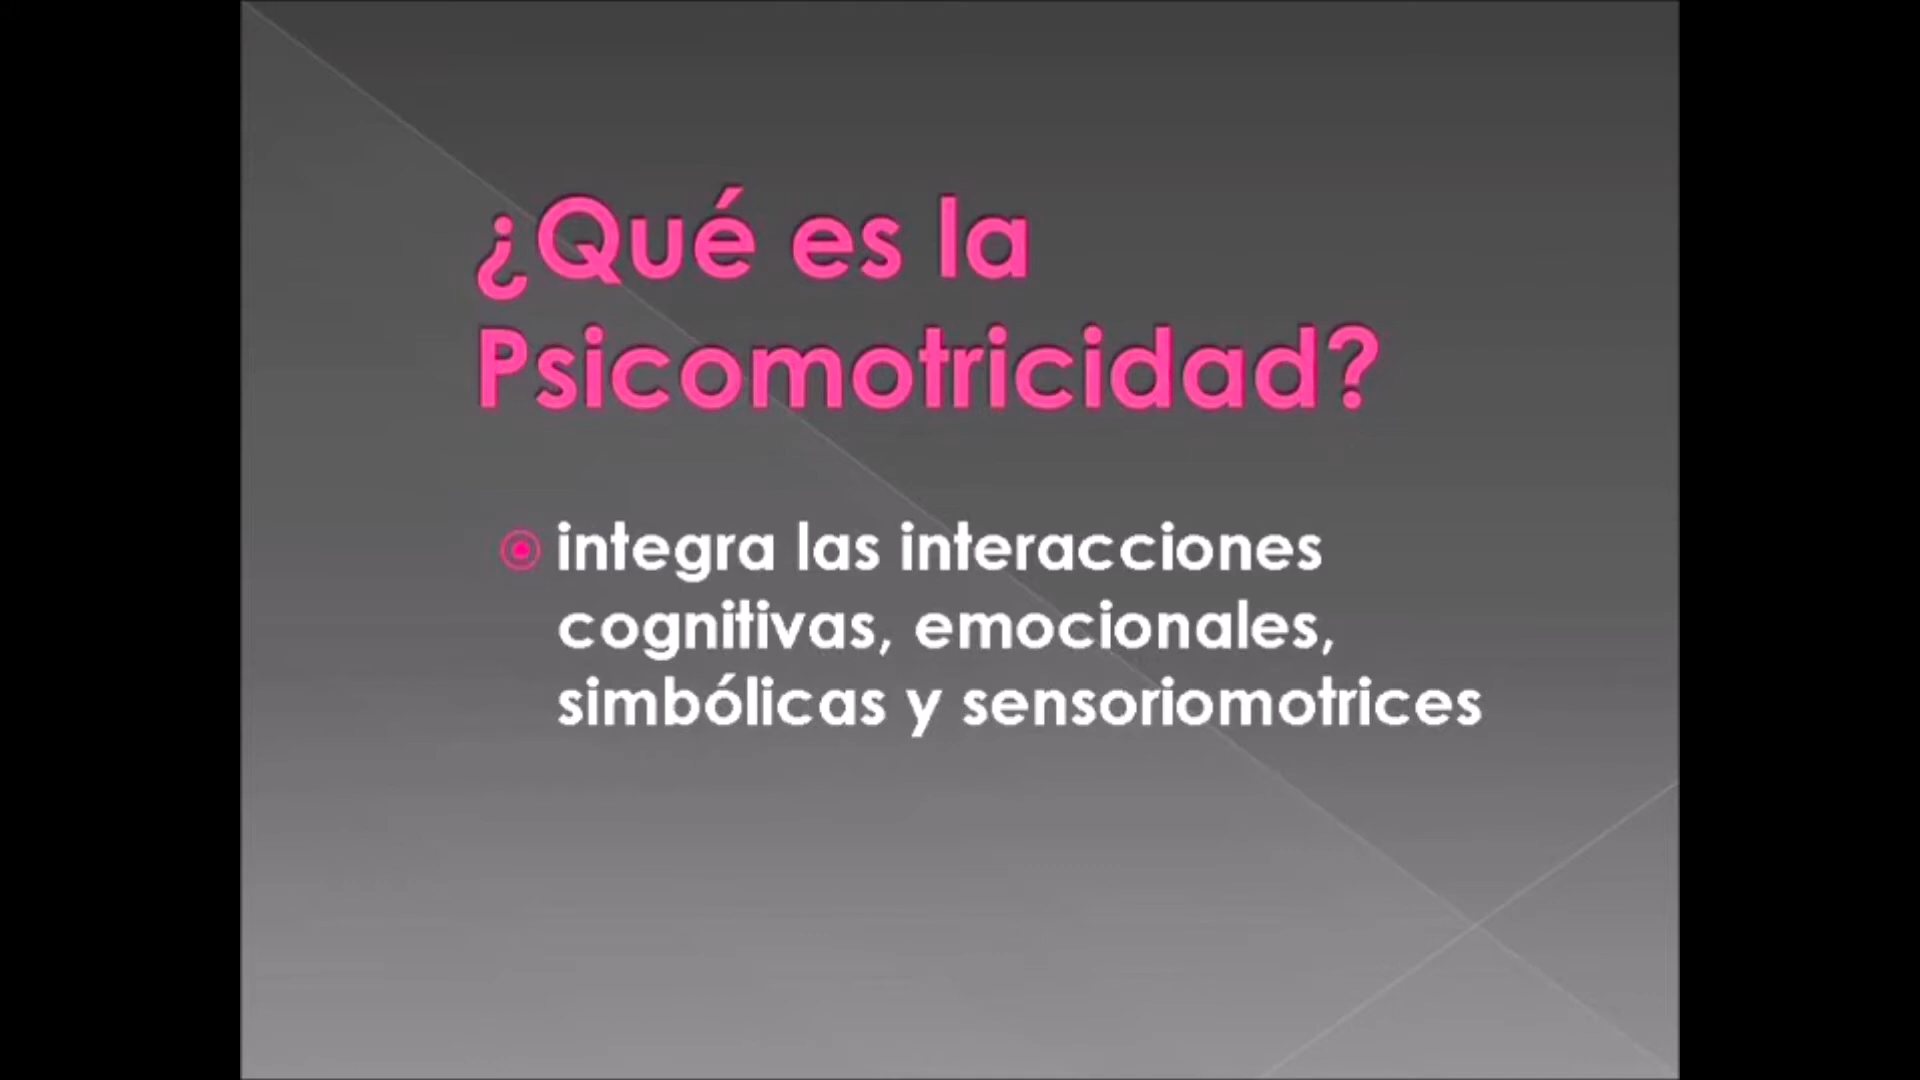 ¿Qué es la
Psicomotricidad?
integra las interacciones
cognitivas, emocionales,
simbólicas y sensoriomotrices